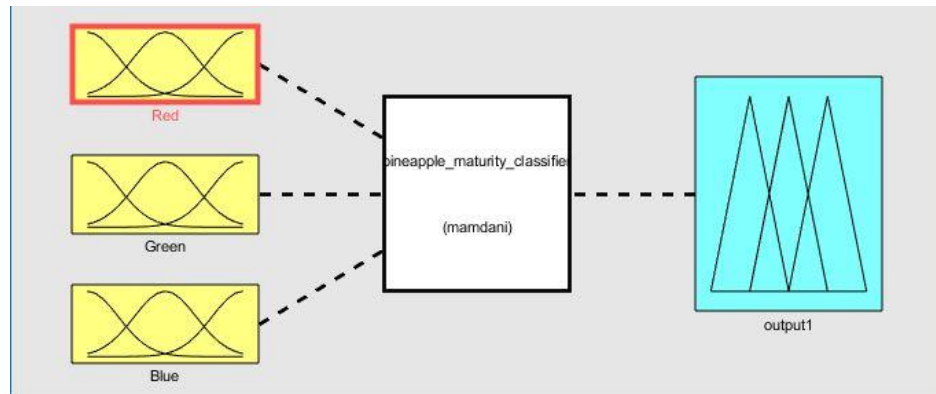 Red
pineapple_maturity_classifier
(mamdani)
Green
output1
Blue